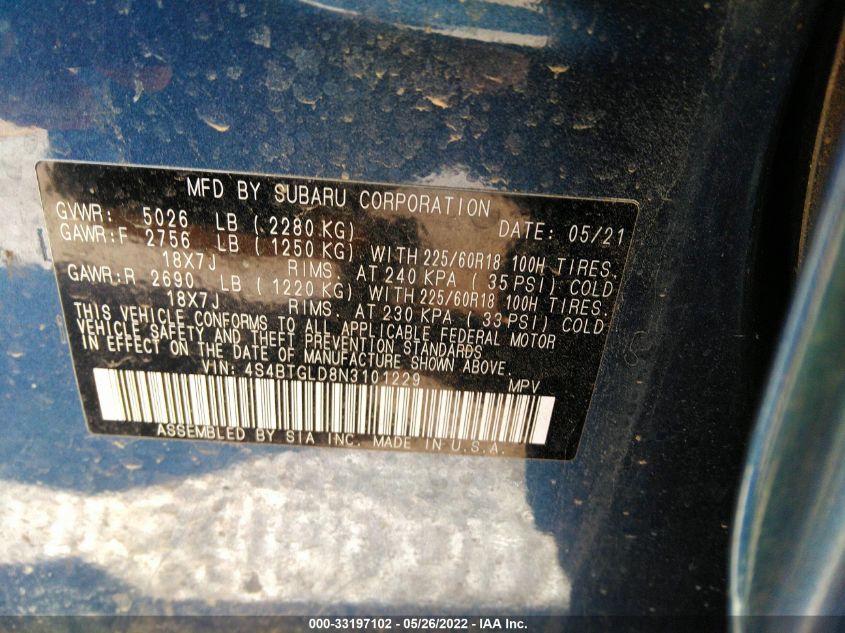 MFD BY SUBARU CORPORATION
GVWR: 5026 LB (2280 KG) DATE: 05/21
GAWR:F 2756 LB (1250 KG) WITH 225/60R18 100H TIRES.
18X7J RIMS. AT 240 KPA (35 PSI) COLD
GAWR:R 2690 LB (1220 KG) WITH 225/60R18 100H TIRES.
18X7J RIMS. AT 230 KPA (33 PSI) COLD
THIS VEHICLE CONFORMS TO ALL APPLICABLE FEDERAL MOTOR
VEHICLE SAFETY AND THEFT PREVENTION STANDARDS
IN EFFECT ON THE DATE OF MANUFACTURE SHOWN ABOVE.
VIN: 4S4BTGLD8N3101229 MPV
ASSEMBLED BY SIA INC. MADE IN U.S.A.
000-33197102 - 05/26/2022 - IAA Inc.